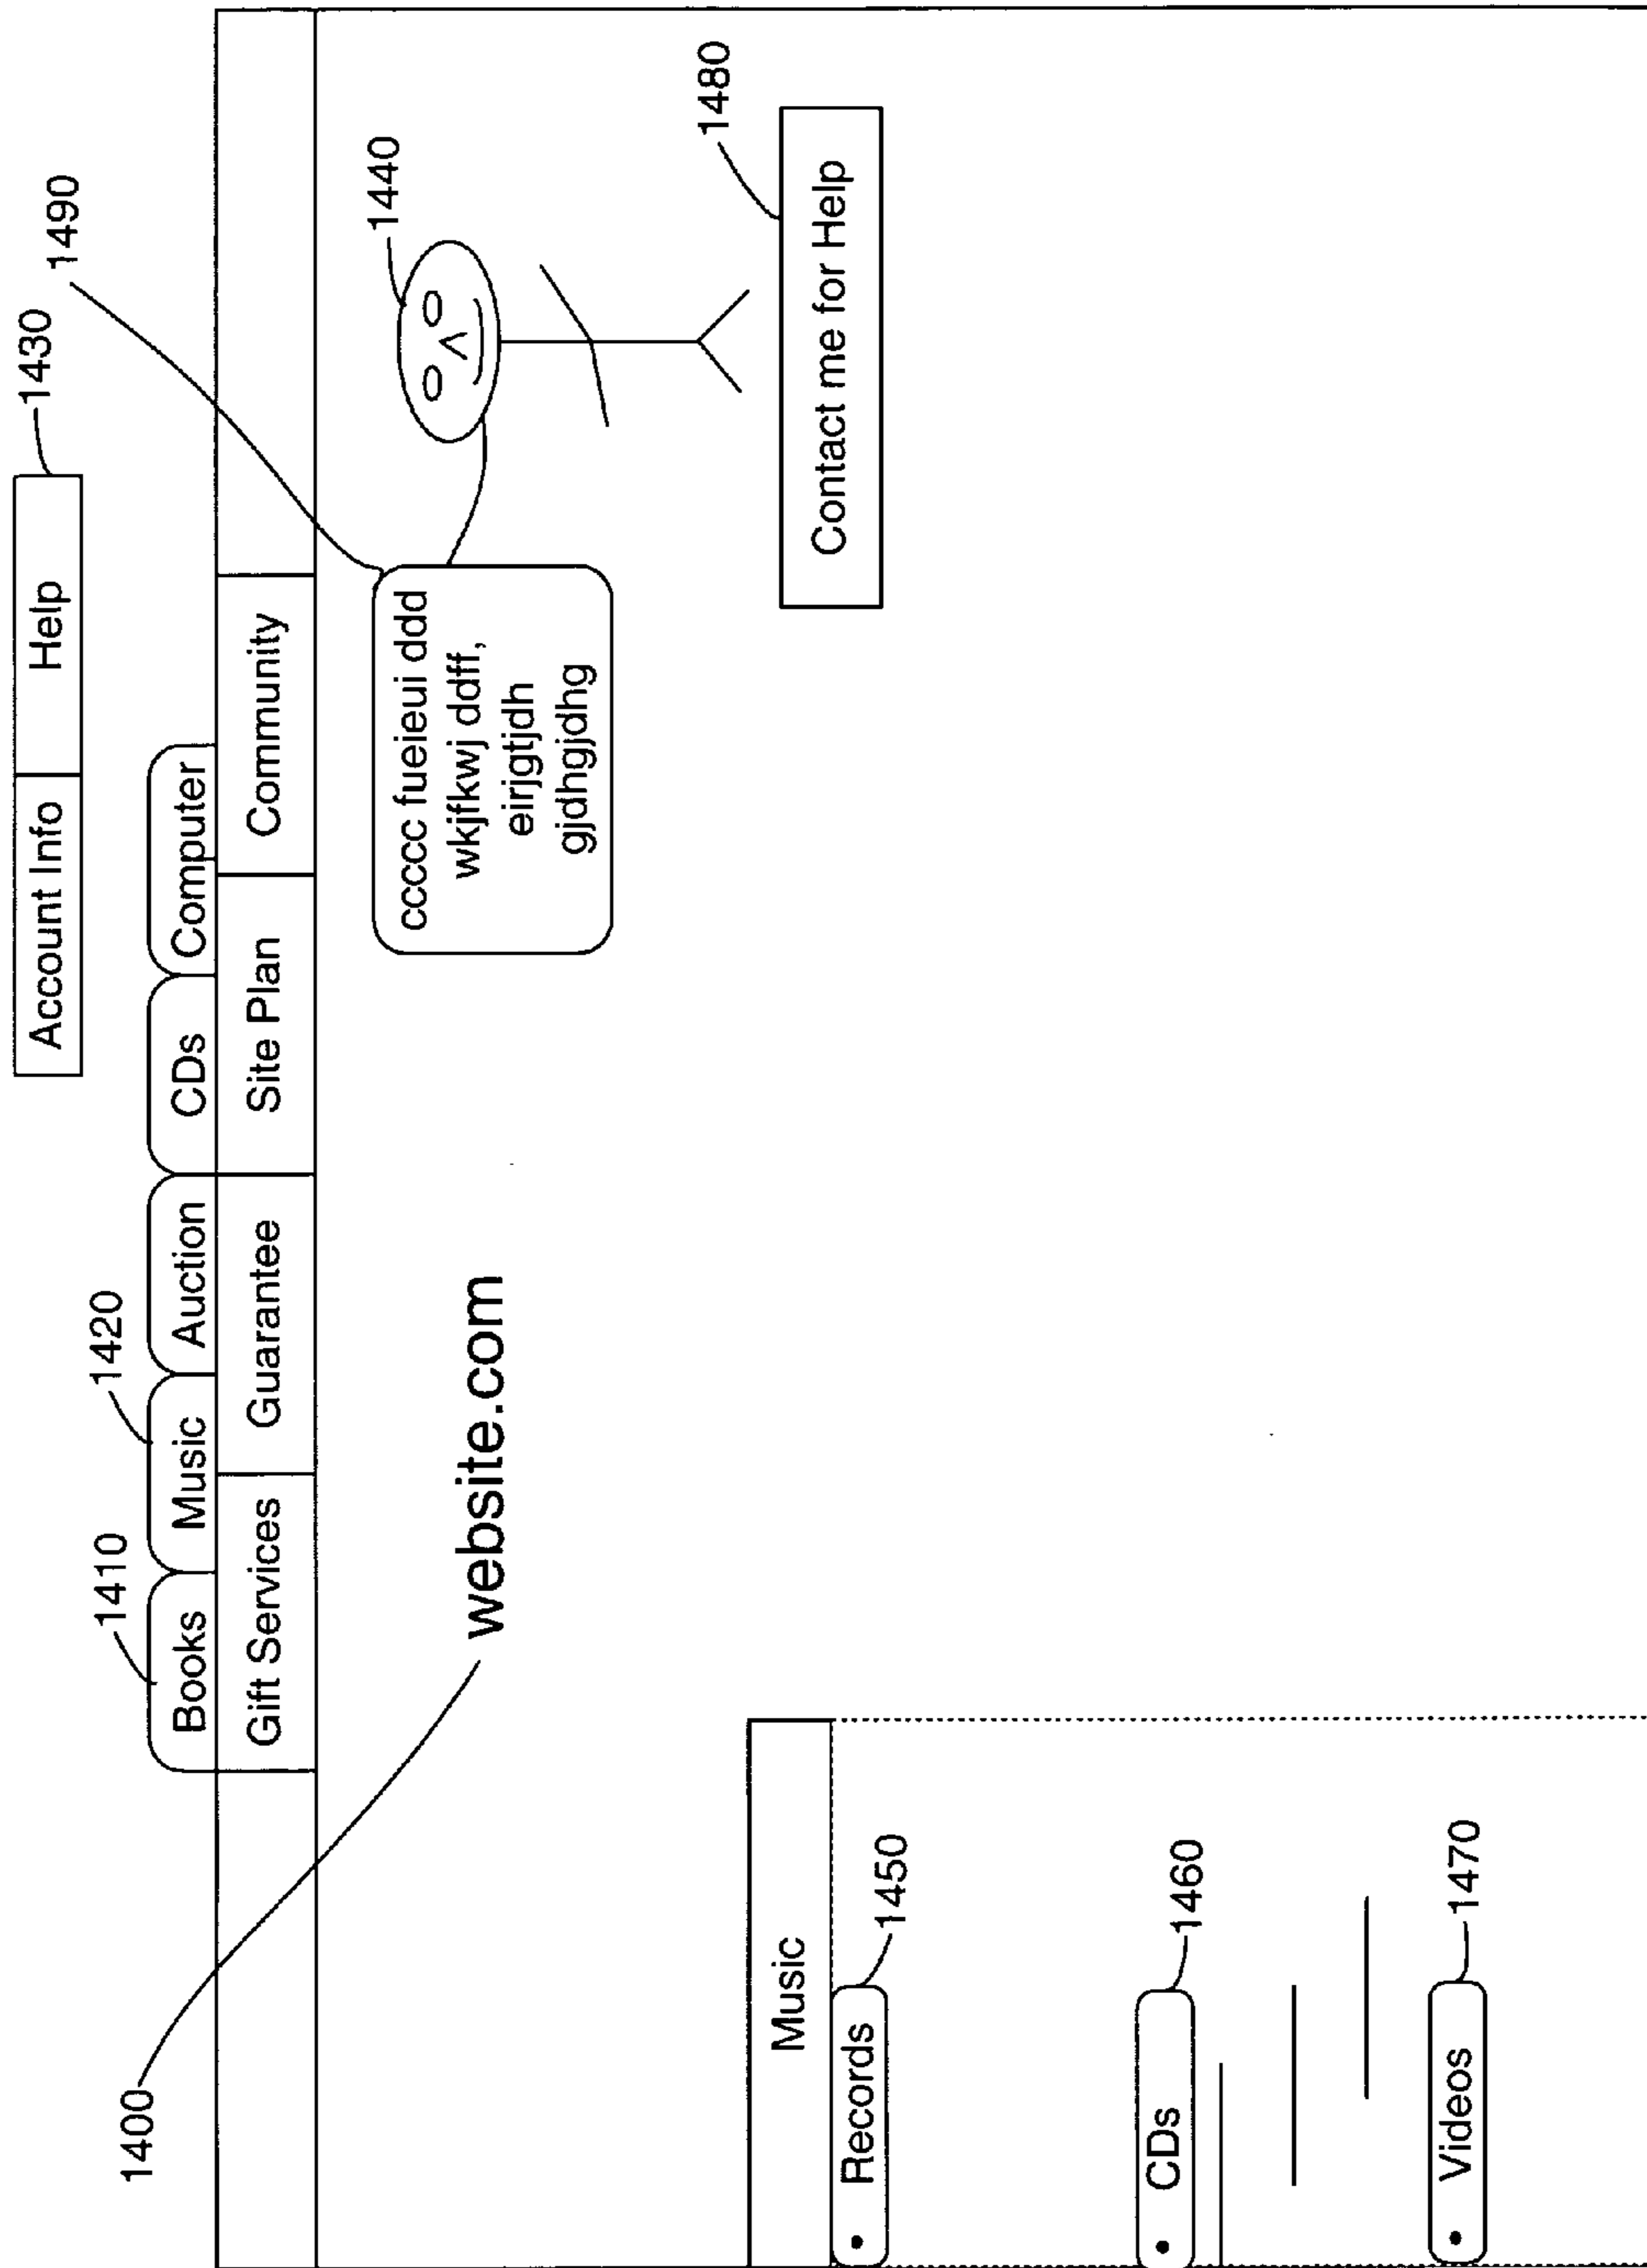 1430
Account Info Help
1490
1410
1420
Books Music Auction CDs Computer
Gift Services Guarantee Site Plan Community
1400
website.com
1440
ccccc fueieui ddd
wkjfkwj ddff,
eirjgtjdh
gjdhgjdhg
1480
Contact me for Help
Music
• Records
1450
• CDs
1460
• Videos
1470